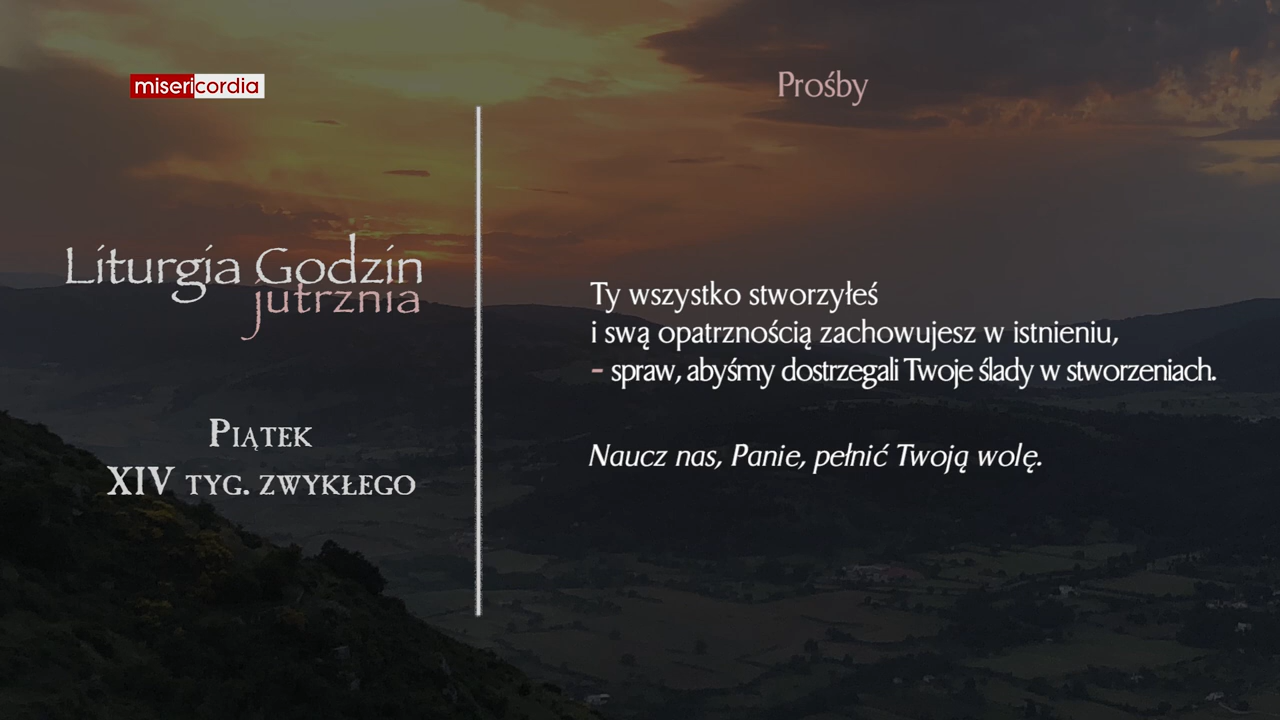 misericordia
Liturgia Godzin
jutrznia
Piątek
XIV tyg. zwykłego
Prośby
Ty wszystko stworzyłeś
i swą opatrznością zachowujesz w istnieniu,
- spraw, abyśmy dostrzegali Twoje ślady w stworzeniach.
Naucz nas, Panie, pełnić Twoją wolę.